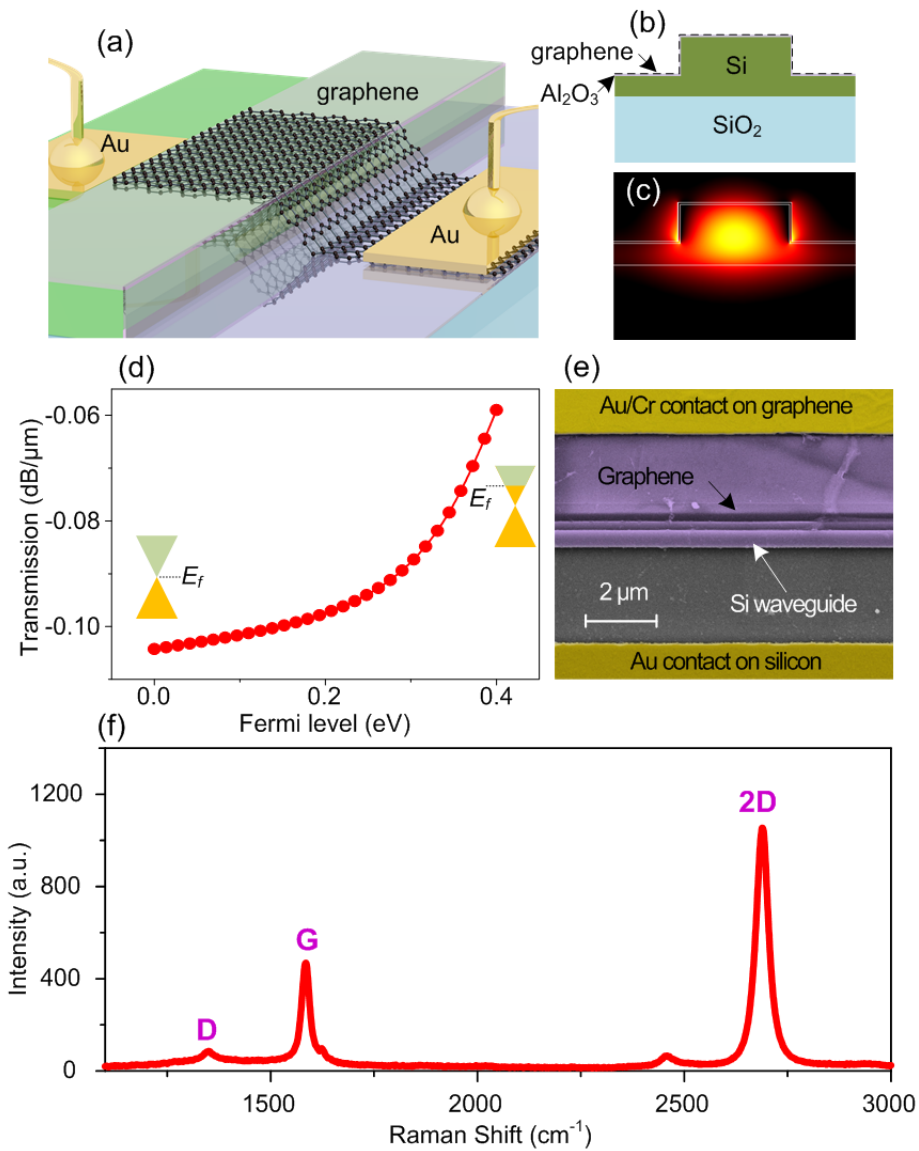 (a)
graphene
Au
Au
(b)
graphene
Al₂O₃
Si
SiO₂
(c)
(d)
Transmission (dB/μm)
-0.06
-0.08
-0.10
E_f
E_f
0.0 0.2 0.4
Fermi level (eV)
(e)
Au/Cr contact on graphene
Graphene
Si waveguide
2 μm
Au contact on silicon
(f)
Intensity (a.u.)
1200
800
400
0
D
G
2D
1500 2000 2500 3000
Raman Shift (cm⁻¹)